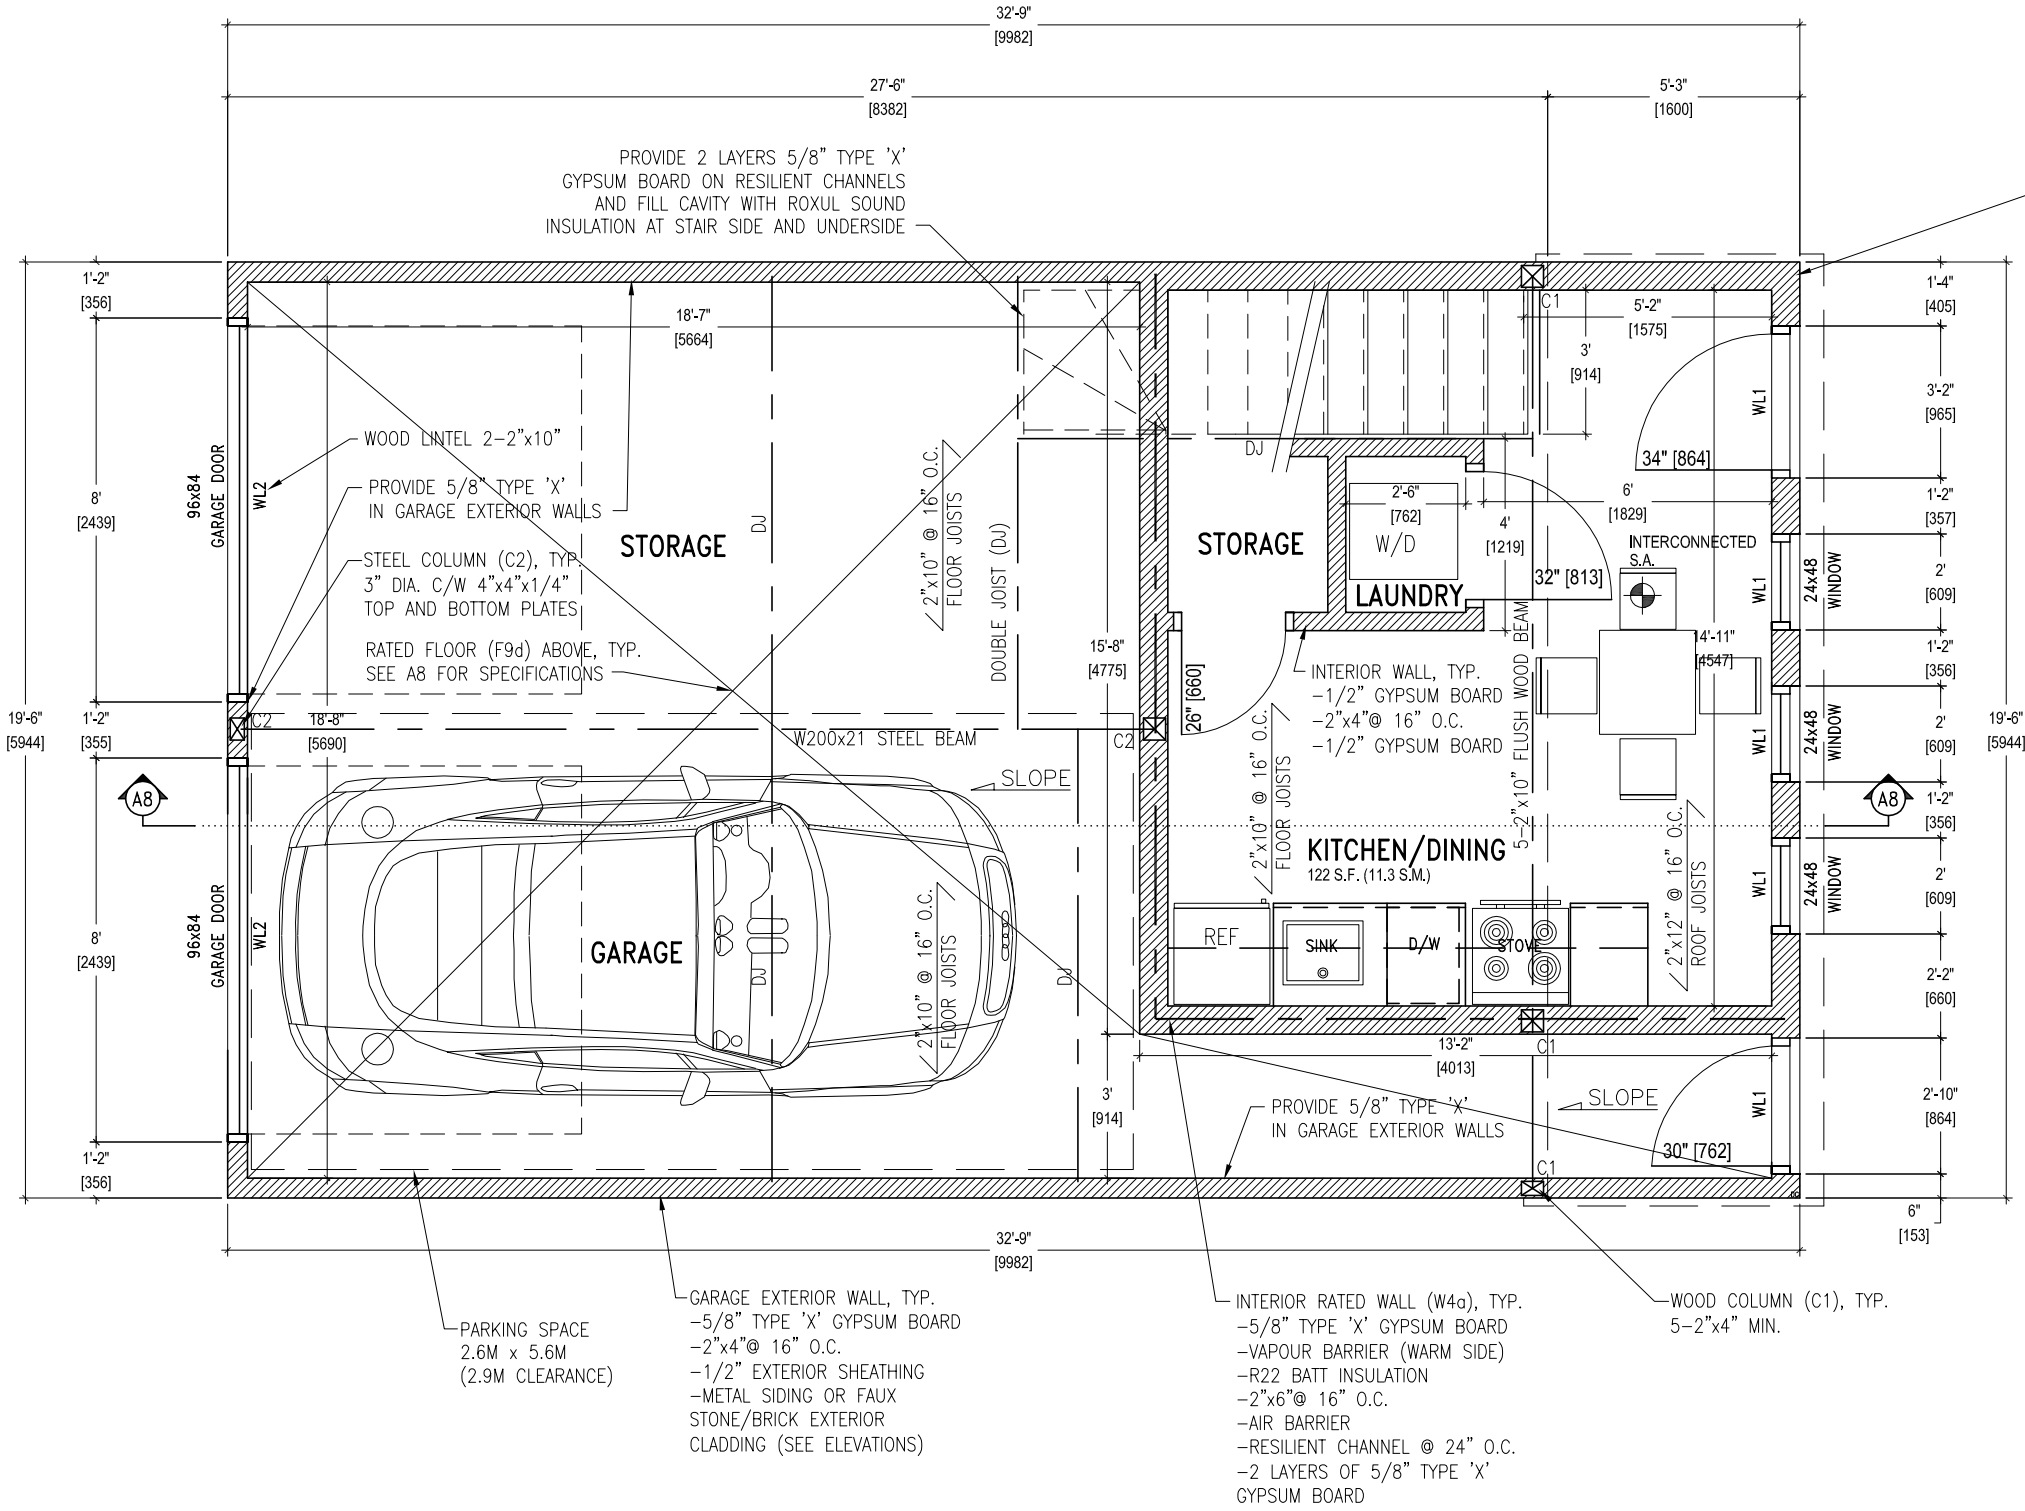 32'-9"
[9982]
27'-6"
[8382]
5'-3"
[1600]
PROVIDE 2 LAYERS 5/8" TYPE 'X'
GYPSUM BOARD ON RESILIENT CHANNELS
AND FILL CAVITY WITH ROXUL SOUND
INSULATION AT STAIR SIDE AND UNDERSIDE
1'-2"
[356]
8'
[2439]
19'-6"
[5944]
1'-2"
[355]
8'
[2439]
1'-2"
[356]
96x84
GARAGE DOOR
WL2
96x84
GARAGE DOOR
WL2
18'-7"
[5664]
WOOD LINTEL 2-2"x10"
PROVIDE 5/8" TYPE 'X'
IN GARAGE EXTERIOR WALLS
STORAGE
STEEL COLUMN (C2), TYP.
3" DIA. C/W 4"x4"x1/4"
TOP AND BOTTOM PLATES
RATED FLOOR (F9d) ABOVE, TYP.
SEE A8 FOR SPECIFICATIONS
C2
18'-8"
[5690]
W200x21 STEEL BEAM
C2
DJ
2"x10" @ 16" O.C.
FLOOR JOISTS
DOUBLE JOIST (DJ)
15'-8"
[4775]
SLOPE
A8
GARAGE
DJ
2"x10" @ 16" O.C.
FLOOR JOISTS
DJ
3'
[914]
C1
5'-2"
[1575]
3'
[914]
DJ
34" [864]
WL1
2'-6"
[762]
W/D
4'
[1219]
6'
[1829]
STORAGE
LAUNDRY
32" [813]
INTERCONNECTED
S.A.
14'-11"
[4547]
26" [660]
INTERIOR WALL, TYP.
-1/2" GYPSUM BOARD
-2"x4"@ 16" O.C.
-1/2" GYPSUM BOARD
2"x10" @ 16" O.C.
FLOOR JOISTS
5-2"x10" FLUSH WOOD BEAM
KITCHEN/DINING
122 S.F. (11.3 S.M.)
2"x12" @ 16" O.C.
ROOF JOISTS
REF
SINK
D/W
STOVE
WL1
24x48
WINDOW
WL1
24x48
WINDOW
WL1
24x48
WINDOW
1'-4"
[405]
3'-2"
[965]
1'-2"
[357]
2'
[609]
1'-2"
[356]
2'
[609]
1'-2"
[356]
2'
[609]
2'-2"
[660]
2'-10"
[864]
6"
[153]
19'-6"
[5944]
A8
C1
13'-2"
[4013]
SLOPE
WL1
PROVIDE 5/8" TYPE 'X'
IN GARAGE EXTERIOR WALLS
30" [762]
C1
32'-9"
[9982]
PARKING SPACE
2.6M x 5.6M
(2.9M CLEARANCE)
GARAGE EXTERIOR WALL, TYP.
-5/8" TYPE 'X' GYPSUM BOARD
-2"x4"@ 16" O.C.
-1/2" EXTERIOR SHEATHING
-METAL SIDING OR FAUX
STONE/BRICK EXTERIOR
CLADDING (SEE ELEVATIONS)
INTERIOR RATED WALL (W4a), TYP.
-5/8" TYPE 'X' GYPSUM BOARD
-VAPOUR BARRIER (WARM SIDE)
-R22 BATT INSULATION
-2"x6"@ 16" O.C.
-AIR BARRIER
-RESILIENT CHANNEL @ 24" O.C.
-2 LAYERS OF 5/8" TYPE 'X'
GYPSUM BOARD
WOOD COLUMN (C1), TYP.
5-2"x4" MIN.